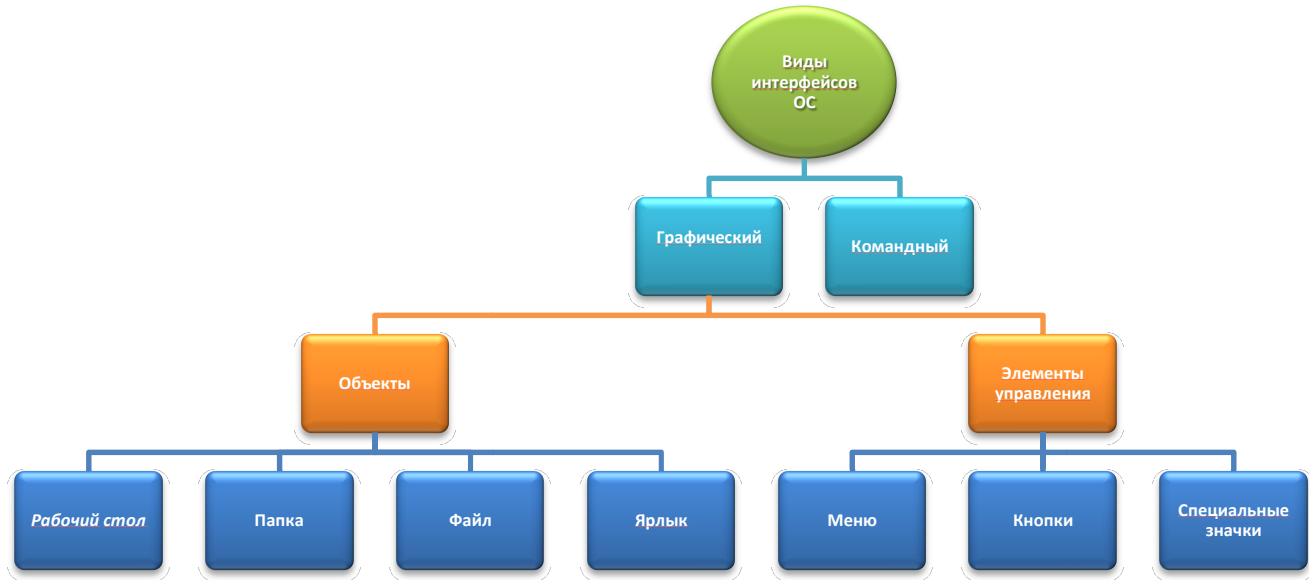 Виды
интерфейсов
ОС
Графический
Командный
Объекты
Элементы
управления
Рабочий стол
Папка
Файл
Ярлык
Меню
Кнопки
Специальные
значки